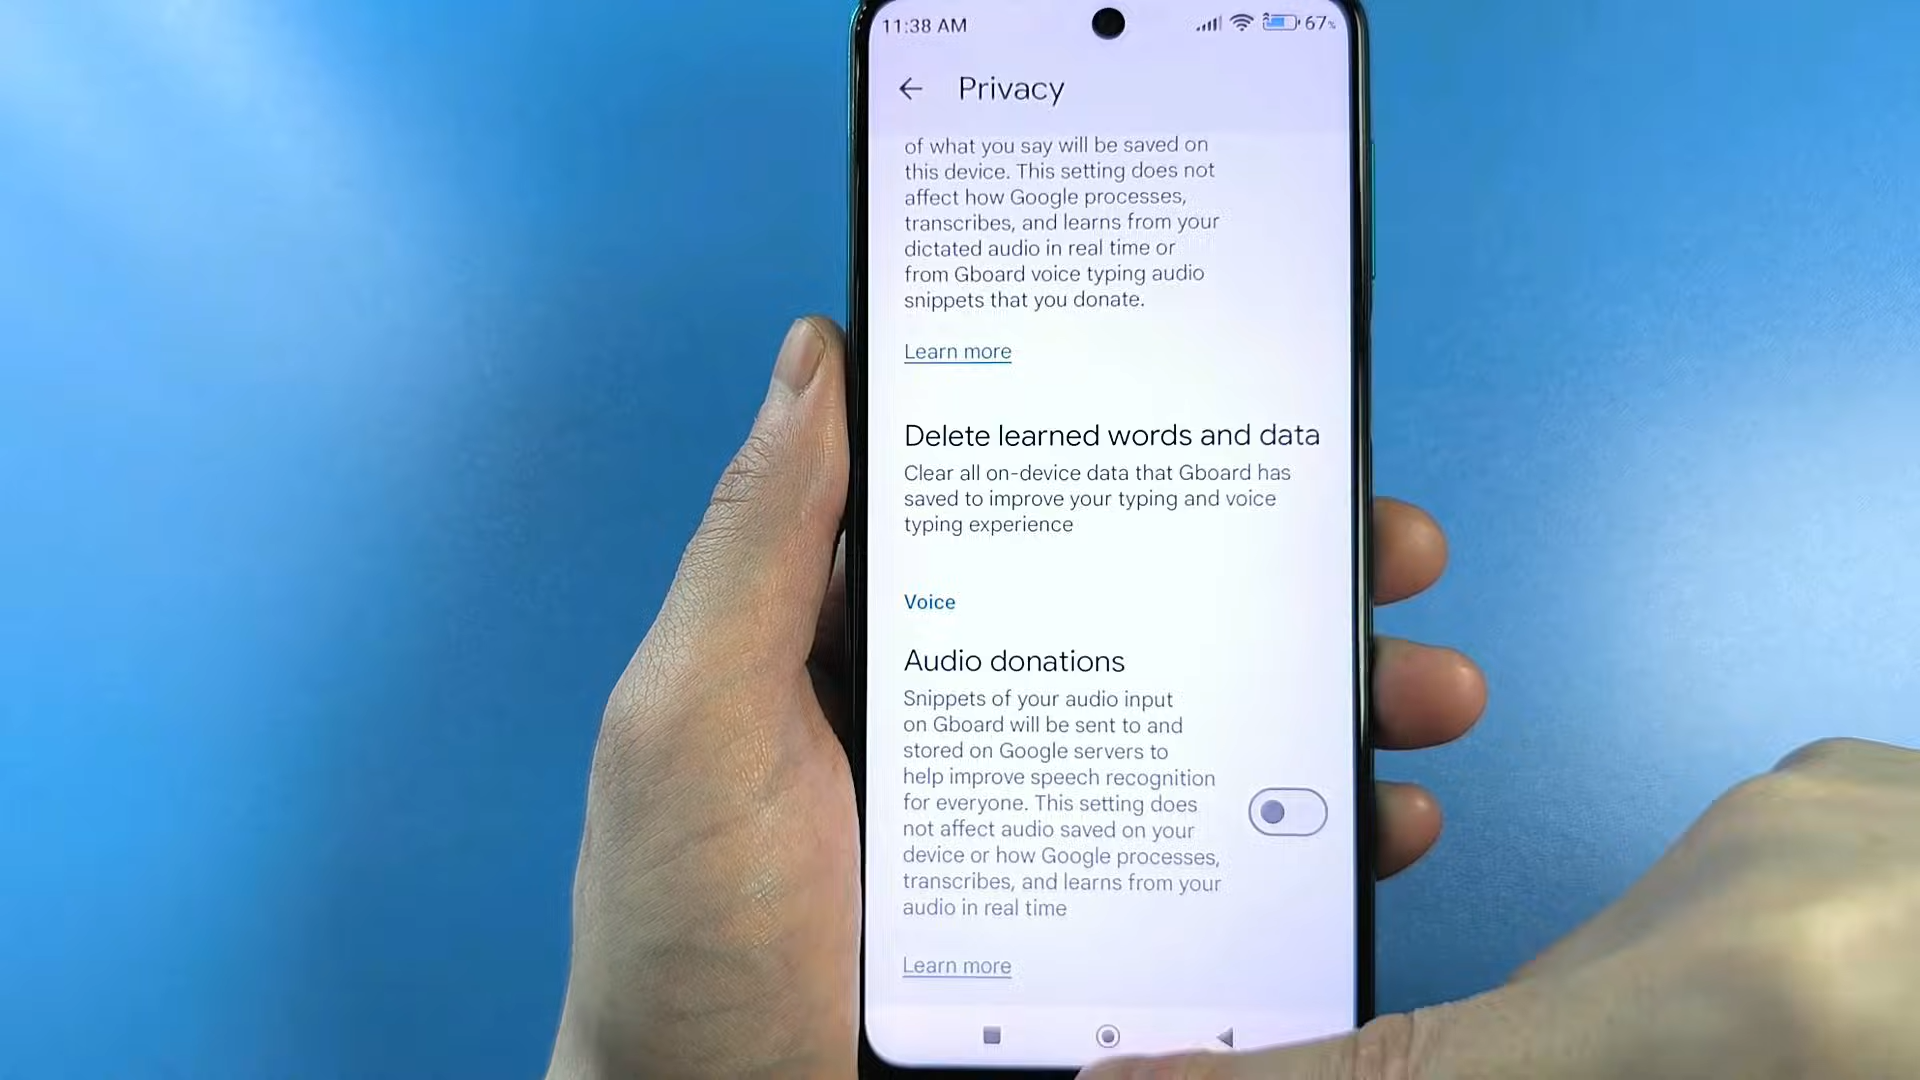 11:38 AM
67%
Privacy
of what you say will be saved on
this device. This setting does not
affect how Google processes,
transcribes, and learns from your
dictated audio in real time or
from Gboard voice typing audio
snippets that you donate.
Learn more
Delete learned words and data
Clear all on-device data that Gboard has
saved to improve your typing and voice
typing experience
Voice
Audio donations
Snippets of your audio input
on Gboard will be sent to and
stored on Google servers to
help improve speech recognition
for everyone. This setting does
not affect audio saved on your
device or how Google processes,
transcribes, and learns from your
audio in real time
Learn more